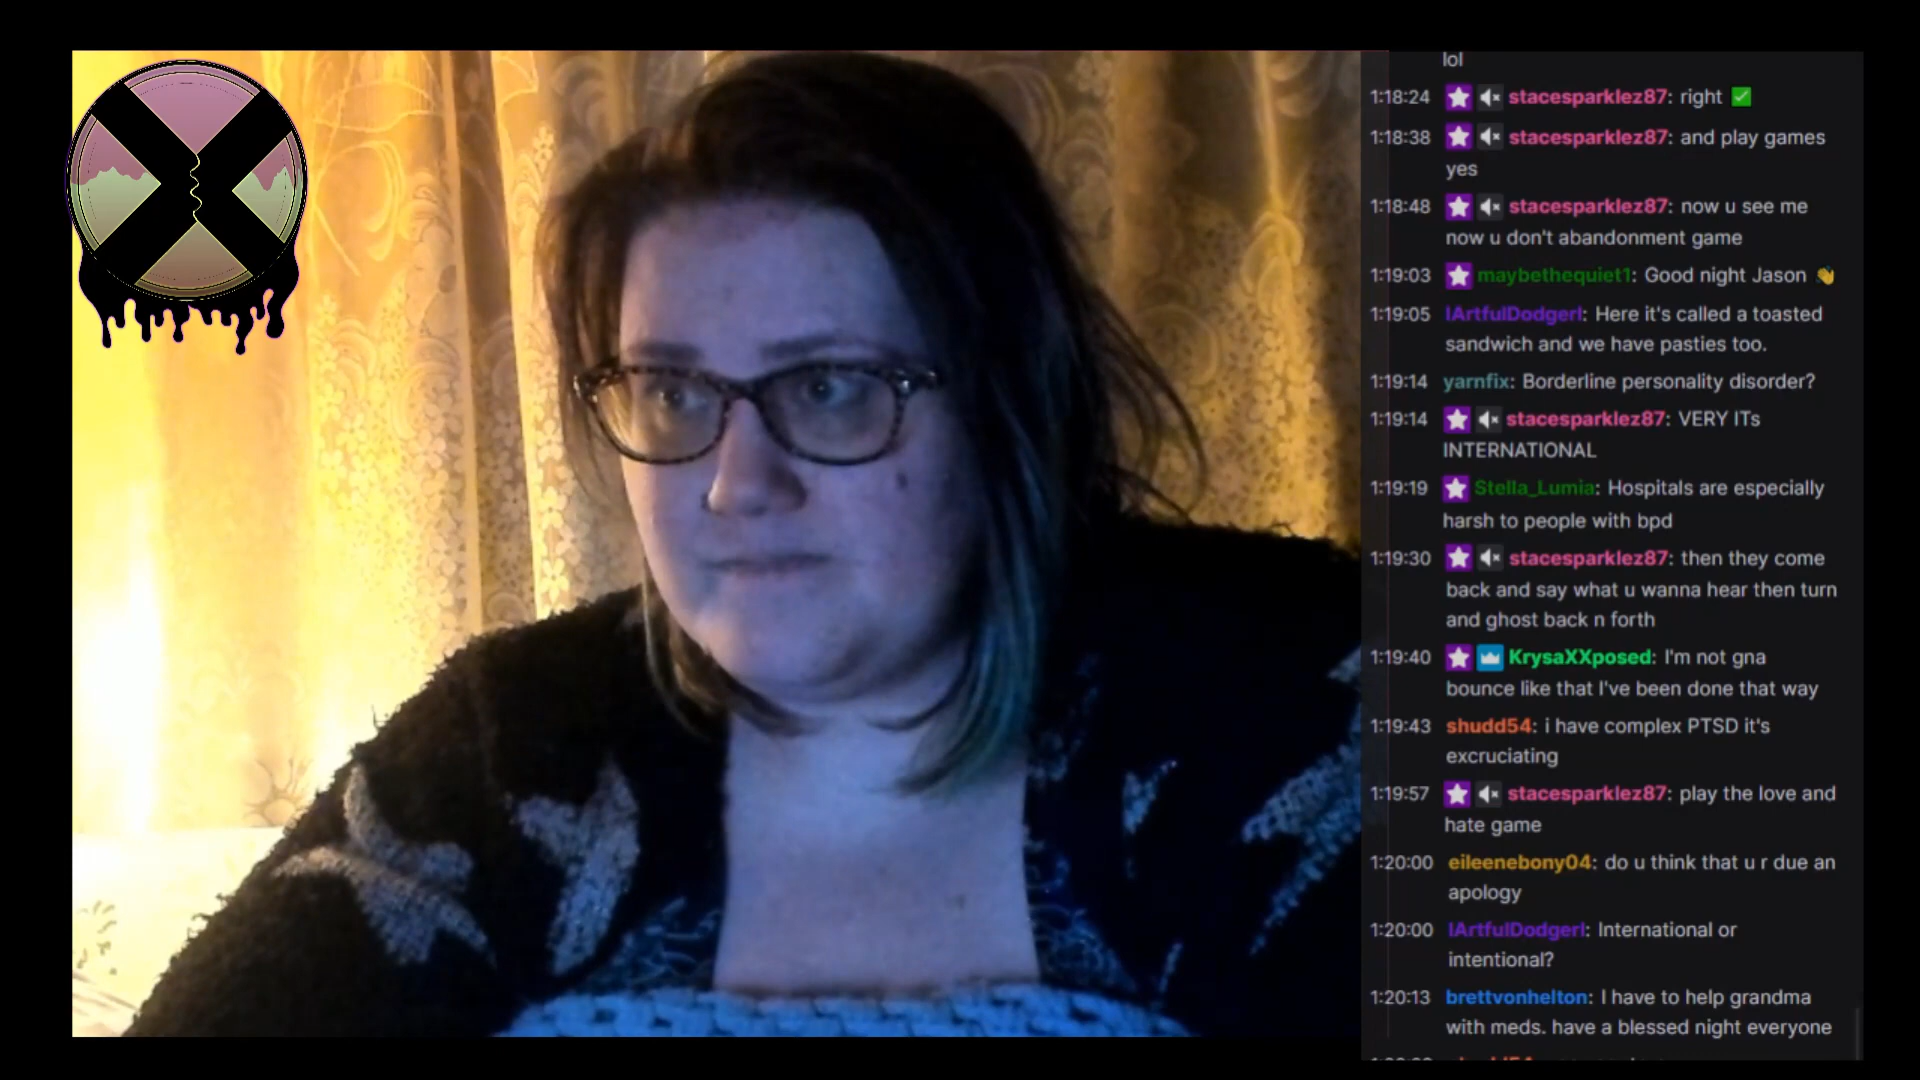 lol
1:18:24 stacesparklez87: right ✅
1:18:38 stacesparklez87: and play games
yes
1:18:48 stacesparklez87: now u see me
now u don't abandonment game
1:19:03 maybethequiet1: Good night Jason 👋
1:19:05 IArtfulDodgerI: Here it's called a toasted
sandwich and we have pasties too.
1:19:14 yarnfix: Borderline personality disorder?
1:19:14 stacesparklez87: VERY ITs
INTERNATIONAL
1:19:19 Stella_Lumia: Hospitals are especially
harsh to people with bpd
1:19:30 stacesparklez87: then they come
back and say what u wanna hear then turn
and ghost back n forth
1:19:40 KrysaXXposed: I'm not gna
bounce like that I've been done that way
1:19:43 shudd54: i have complex PTSD it's
excruciating
1:19:57 stacesparklez87: play the love and
hate game
1:20:00 eileenebony04: do u think that u r due an
apology
1:20:00 IArtfulDodgerI: International or
intentional?
1:20:13 brettvonhelton: I have to help grandma
with meds. have a blessed night everyone